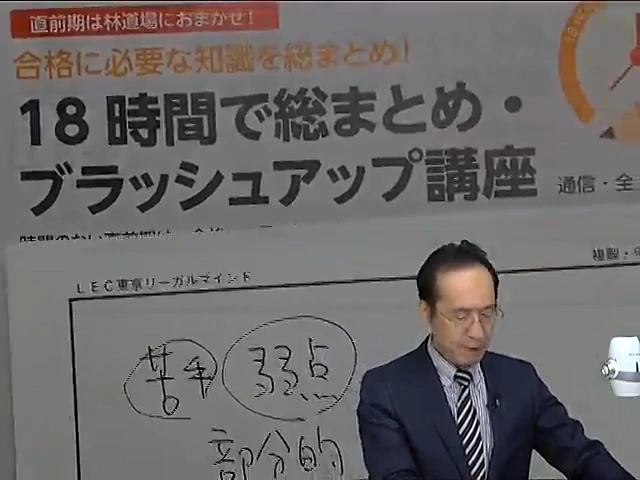 直前期は林道場におまかせ!
合格に必要な知識を総まとめ!
18時間で総まとめ・
ブラッシュアップ講座
通信・全
LEC東京リーガルマインド
複製・
苦手 弱点
部分的